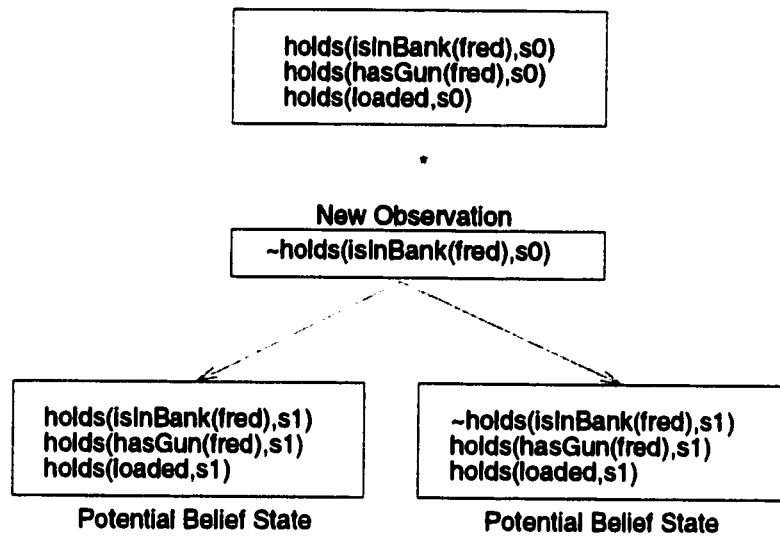 holds(isInBank(fred),s0)
holds(hasGun(fred),s0)
holds(loaded,s0)
*
New Observation
~holds(isInBank(fred),s0)
holds(isInBank(fred),s1)
holds(hasGun(fred),s1)
holds(loaded,s1)
Potential Belief State
~holds(isInBank(fred),s1)
holds(hasGun(fred),s1)
holds(loaded,s1)
Potential Belief State